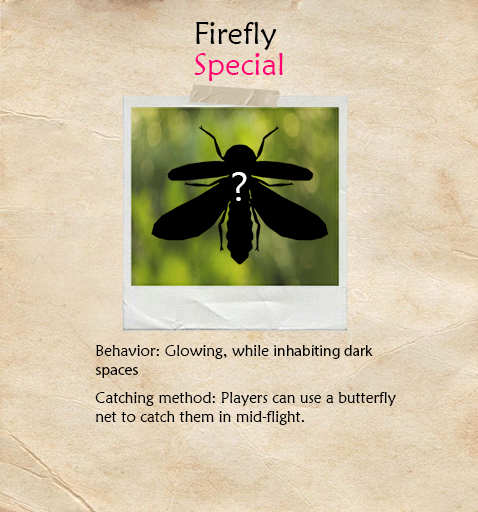 Firefly
Special
?
Behavior: Glowing, while inhabiting dark
spaces
Catching method: Players can use a butterfly
net to catch them in mid-flight.